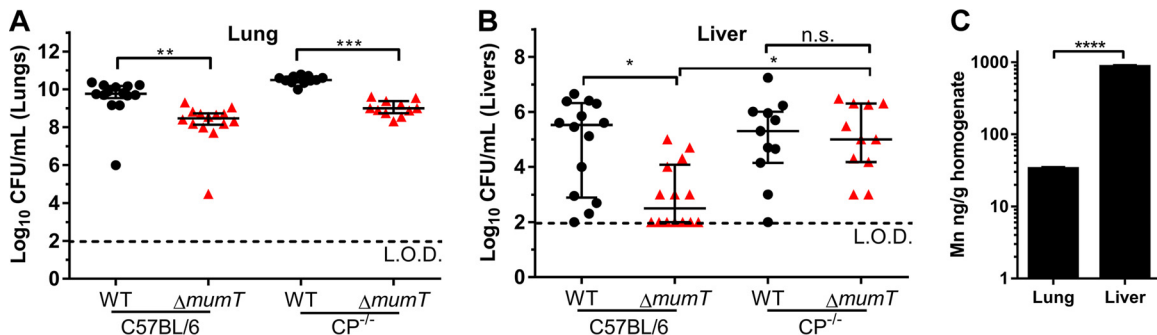 A
Lung
**
***
Log₁₀ CFU/mL (Lungs)
12
10
8
6
4
2
0
L.O.D.
WT
ΔmumT
WT
ΔmumT
C57BL/6
CP⁻/⁻
B
Liver
n.s.
*
*
Log₁₀ CFU/mL (Livers)
8
6
4
2
0
L.O.D.
WT
ΔmumT
WT
ΔmumT
C57BL/6
CP⁻/⁻
C
****
Mn ng/g homogenate
1000
100
10
1
Lung
Liver